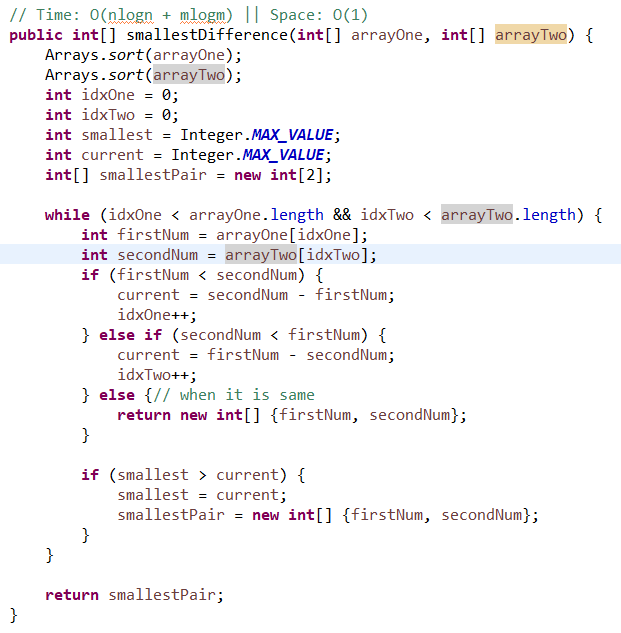 // Time: O(nlogn + mlogm) || Space: O(1)
public int[] smallestDifference(int[] arrayOne, int[] arrayTwo) {
    Arrays.sort(arrayOne);
    Arrays.sort(arrayTwo);
    int idxOne = 0;
    int idxTwo = 0;
    int smallest = Integer.MAX_VALUE;
    int current = Integer.MAX_VALUE;
    int[] smallestPair = new int[2];

    while (idxOne < arrayOne.length && idxTwo < arrayTwo.length) {
        int firstNum = arrayOne[idxOne];
        int secondNum = arrayTwo[idxTwo];
        if (firstNum < secondNum) {
            current = secondNum - firstNum;
            idxOne++;
        } else if (secondNum < firstNum) {
            current = firstNum - secondNum;
            idxTwo++;
        } else {// when it is same
            return new int[] {firstNum, secondNum};
        }

        if (smallest > current) {
            smallest = current;
            smallestPair = new int[] {firstNum, secondNum};
        }
    }

    return smallestPair;
}